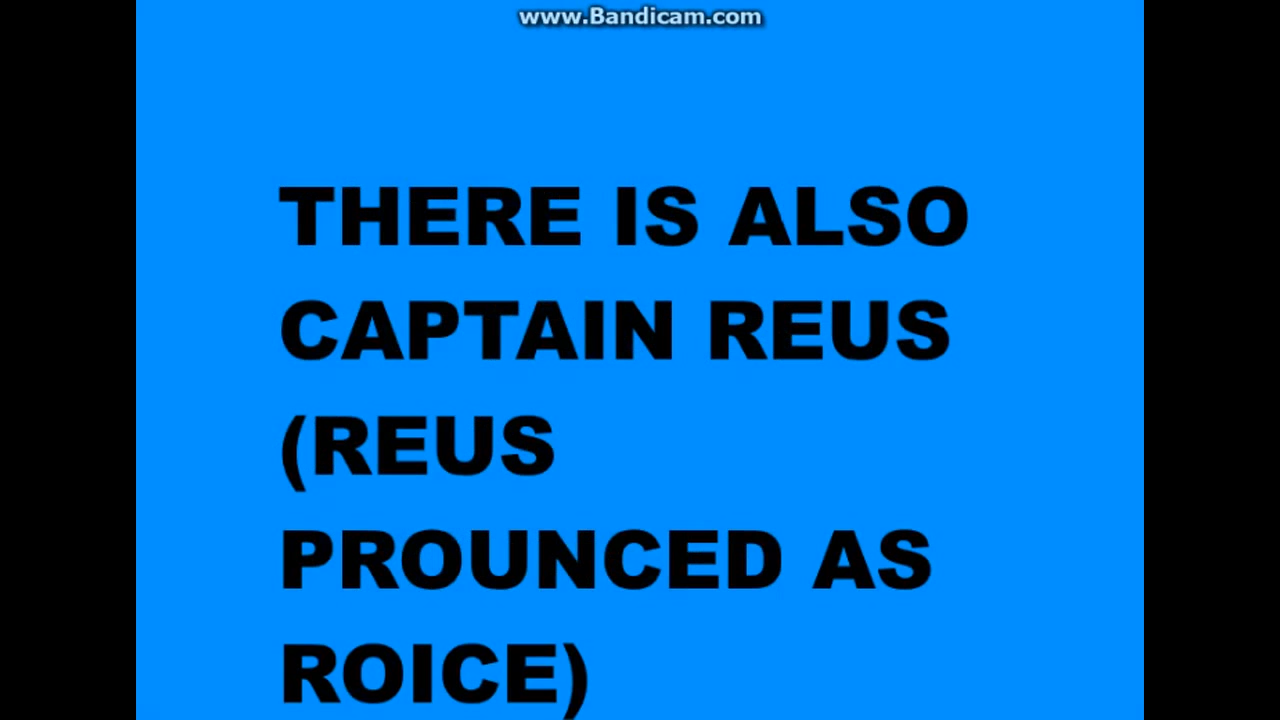 www.Bandicam.com
THERE IS ALSO
CAPTAIN REUS
(REUS
PROUNCED AS
ROICE)